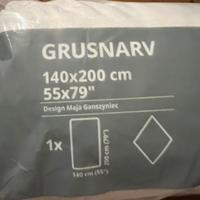 GRUSNARV
140x200 cm
55x79"
Design Maja Ganszyniec
1x
200 cm (79")
140 cm (55")